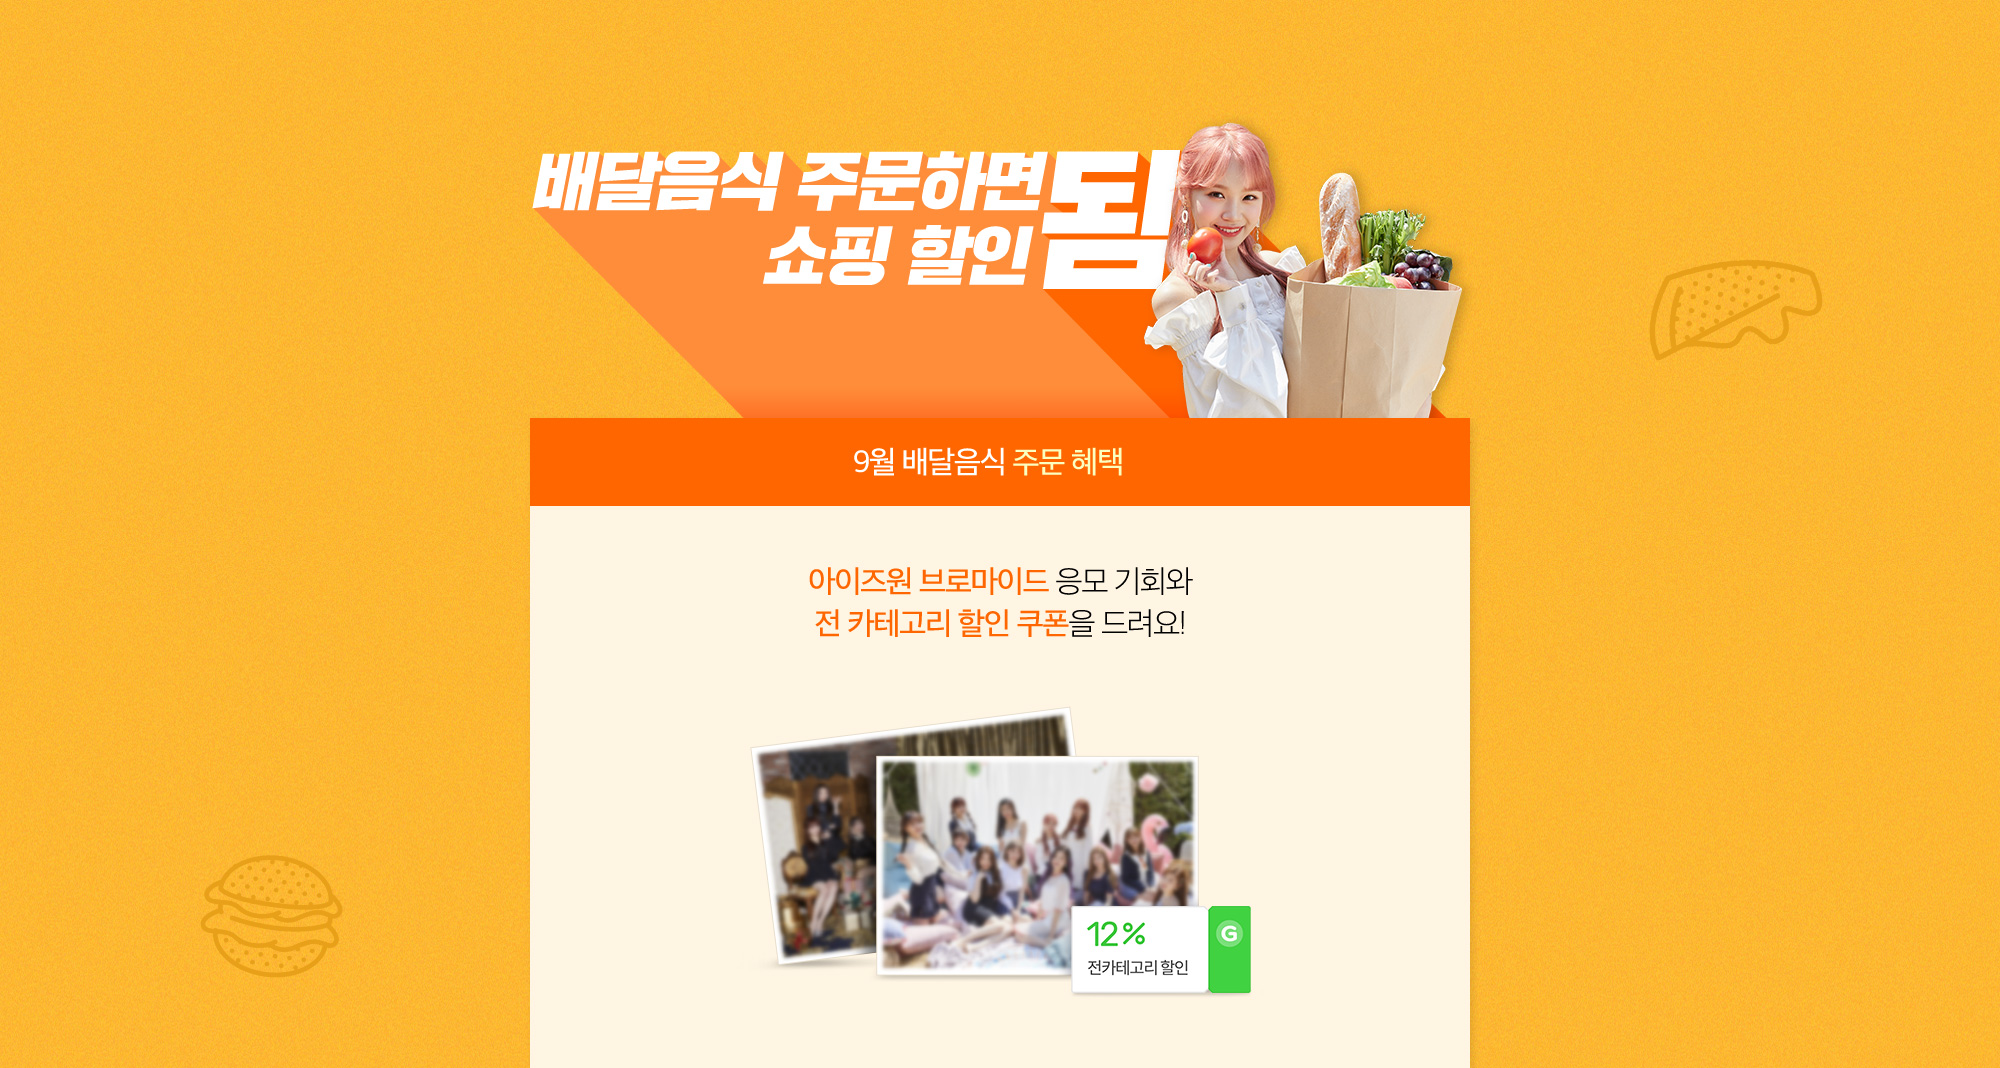 배달음식 주문하면
쇼핑 할인
됨
9월 배달음식 주문 혜택
아이즈원 브로마이드 응모 기회와
전 카테고리 할인 쿠폰을 드려요!
12%
G
전카테고리 할인